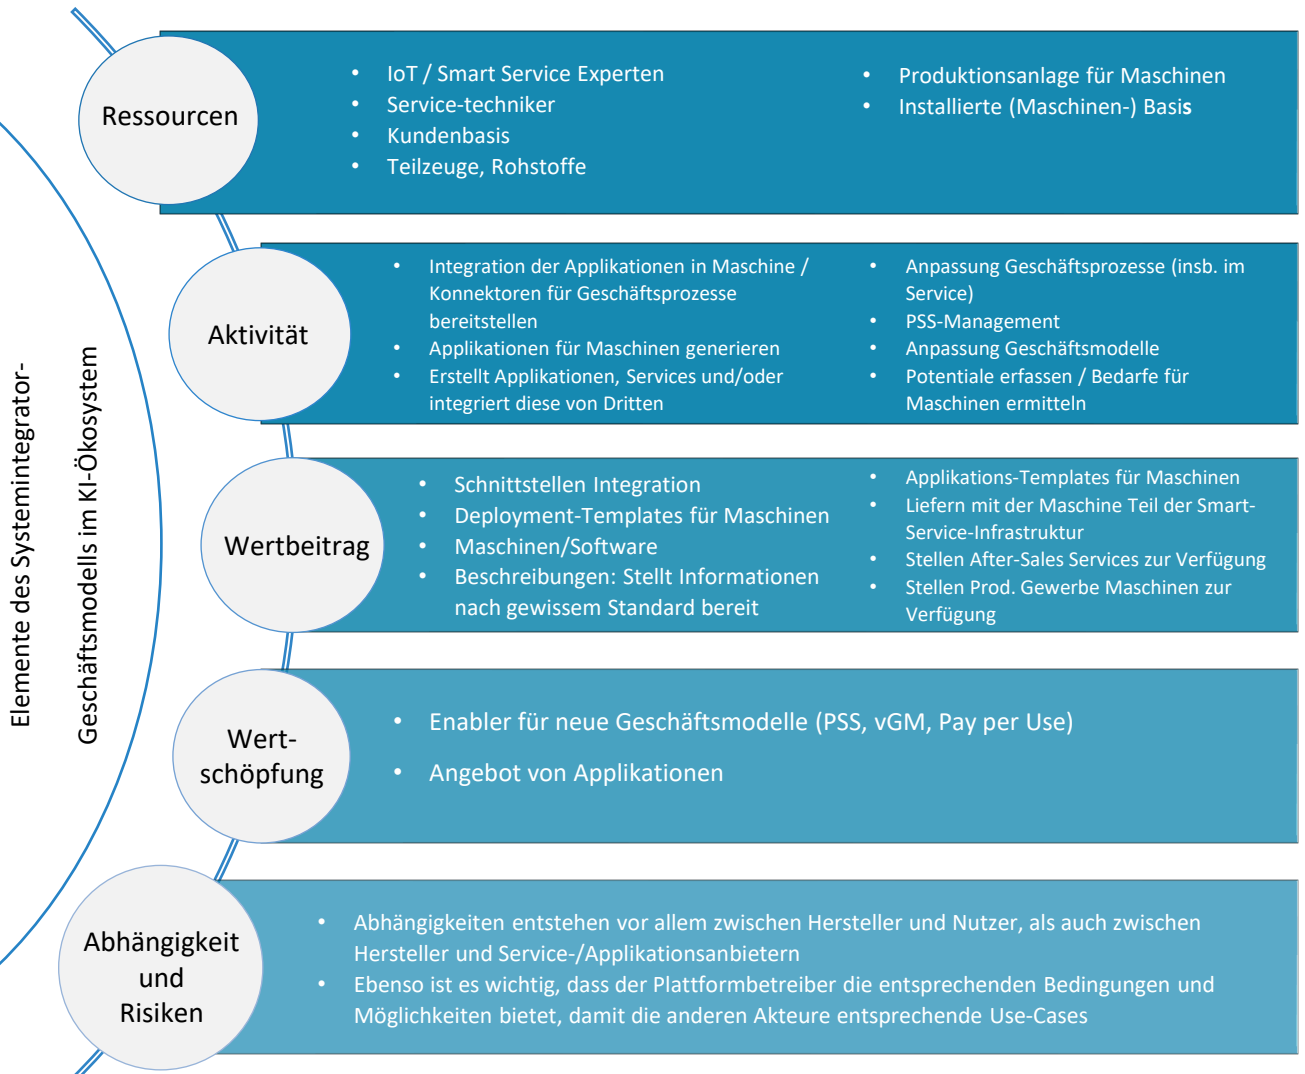 Elemente des Systemintegrator-
Geschäftsmodells im KI-Ökosystem
Ressourcen
• IoT / Smart Service Experten
• Service-techniker
• Kundenbasis
• Teilzeuge, Rohstoffe
• Produktionsanlage für Maschinen
• Installierte (Maschinen-) Basis
Aktivität
• Integration der Applikationen in Maschine /
Konnektoren für Geschäftsprozesse
bereitstellen
• Applikationen für Maschinen generieren
• Erstellt Applikationen, Services und/oder
integriert diese von Dritten
• Anpassung Geschäftsprozesse (insb. im
Service)
• PSS-Management
• Anpassung Geschäftsmodelle
• Potentiale erfassen / Bedarfe für
Maschinen ermitteln
Wertbeitrag
• Schnittstellen Integration
• Deployment-Templates für Maschinen
• Maschinen/Software
• Beschreibungen: Stellt Informationen
nach gewissem Standard bereit
• Applikations-Templates für Maschinen
• Liefern mit der Maschine Teil der Smart-
Service-Infrastruktur
• Stellen After-Sales Services zur Verfügung
• Stellen Prod. Gewerbe Maschinen zur
Verfügung
Wert-
schöpfung
• Enabler für neue Geschäftsmodelle (PSS, vGM, Pay per Use)
• Angebot von Applikationen
Abhängigkeit
und
Risiken
• Abhängigkeiten entstehen vor allem zwischen Hersteller und Nutzer, als auch zwischen
Hersteller und Service-/Applikationsanbietern
• Ebenso ist es wichtig, dass der Plattformbetreiber die entsprechenden Bedingungen und
Möglichkeiten bietet, damit die anderen Akteure entsprechende Use-Cases